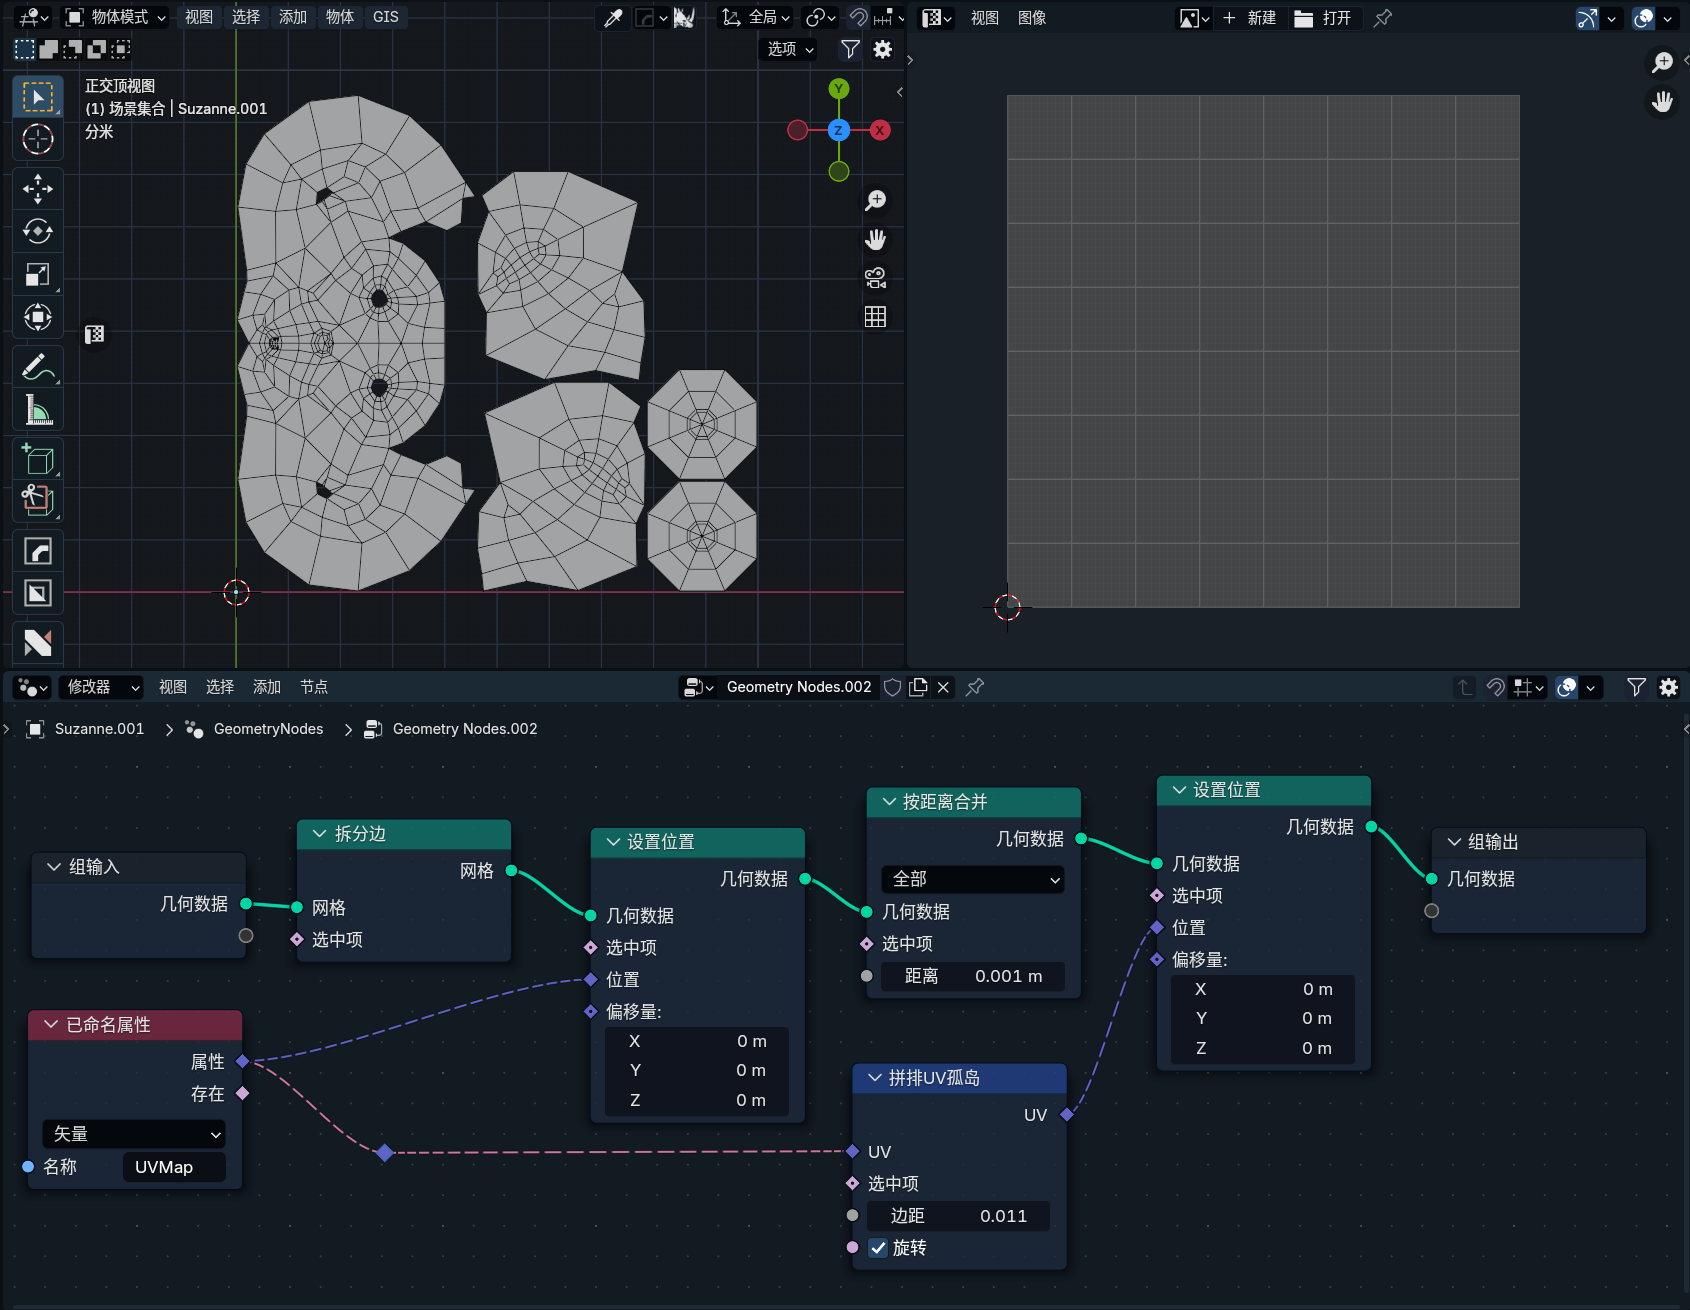 物体模式 视图 选择 添加 物体 GIS 全局
选项
正交顶视图
(1) 场景集合 | Suzanne.001
分米
Y
Z
X
视图 图像 新建 打开
修改器 视图 选择 添加 节点 Geometry Nodes.002
Suzanne.001 GeometryNodes Geometry Nodes.002
组输入
几何数据
已命名属性
属性
存在
矢量
名称 UVMap
拆分边
网格
网格
选中项
设置位置
几何数据
几何数据
选中项
位置
偏移量:
X 0 m
Y 0 m
Z 0 m
按距离合并
几何数据
全部
几何数据
选中项
距离 0.001 m
拼排UV孤岛
UV
UV
选中项
边距 0.011
旋转
设置位置
几何数据
几何数据
选中项
位置
偏移量:
X 0 m
Y 0 m
Z 0 m
组输出
几何数据